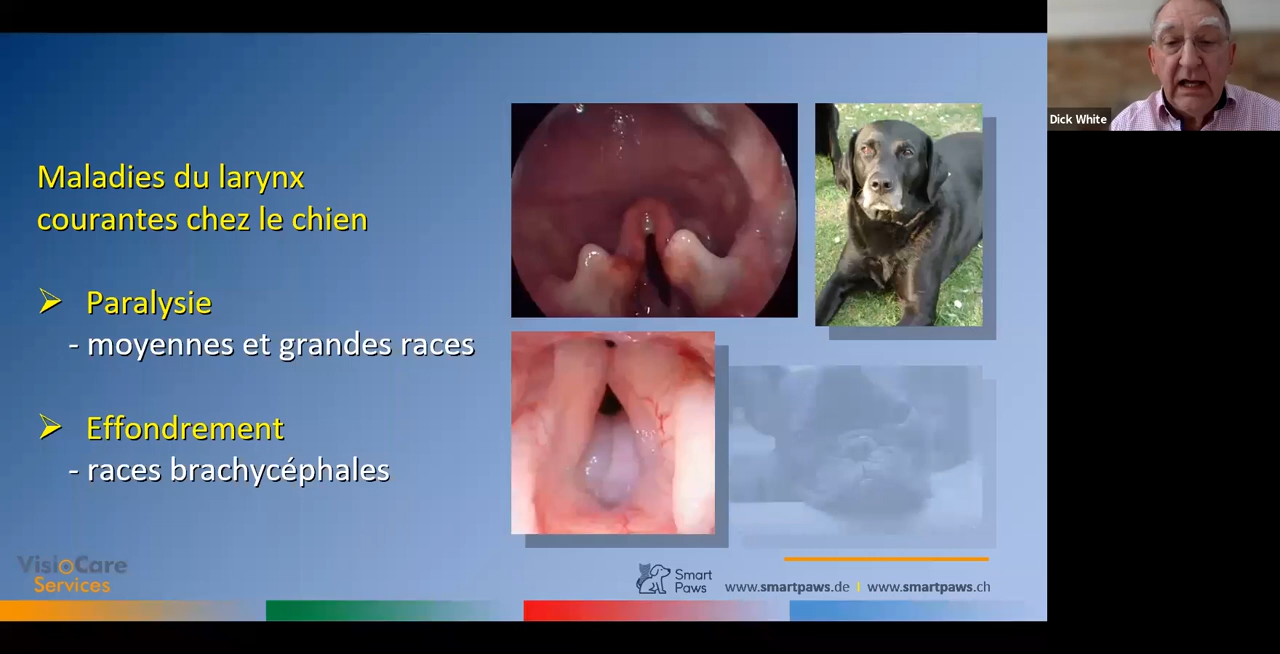 Dick White
Maladies du larynx
courantes chez le chien
➢ Paralysie
- moyennes et grandes races
➢ Effondrement
- races brachycéphales
VisioCare
Services
Smart
Paws
www.smartpaws.de | www.smartpaws.ch